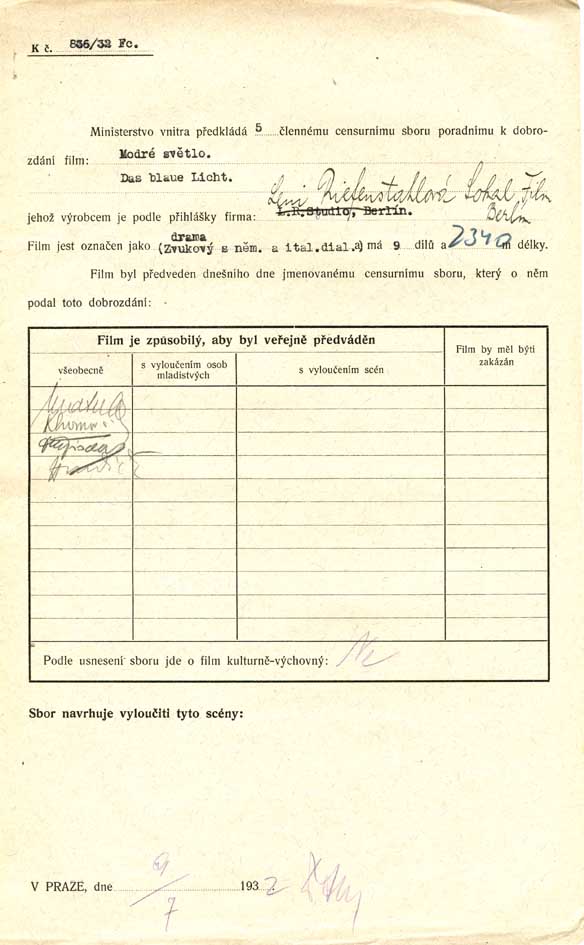 K č. 836/32 Fc.
Ministerstvo vnitra předkládá 5 člennému censurnímu sboru poradnímu k dobro-
zdání film: Modré světlo.
Das blaue Licht.
Leni Riefenstahlová Sokal Film
Berlin
jehož výrobcem je podle přihlášky firma: L.R.Studio, Berlín.
drama
Film jest označen jako (Zvukový s něm. a ital.dial.a) má 9 dílů a 2340 m délky.
Film byl předveden dnešního dne jmenovanému censurnímu sboru, který o něm
podal toto dobrozdání:
Film je způsobilý, aby byl veřejně předváděn
Film by měl býti
zakázán
všeobecně
s vyloučením osob
mladistvých
s vyloučením scén
Podle usnesení sboru jde o film kulturně-výchovný: Ne
Sbor navrhuje vyloučiti tyto scény:
V PRAZE, dne 9/7 1932